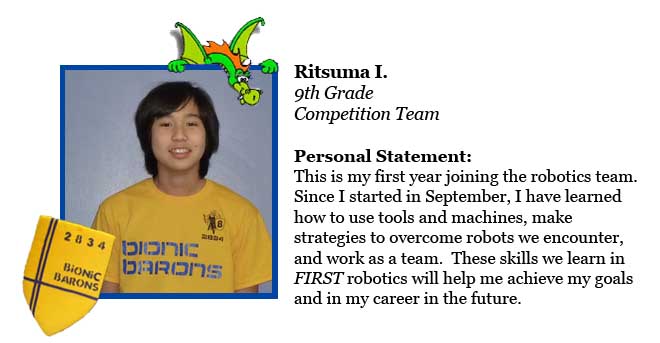 Ritsuma I.
9th Grade
Competition Team
Personal Statement:
This is my first year joining the robotics team.
Since I started in September, I have learned
how to use tools and machines, make
strategies to overcome robots we encounter,
and work as a team.  These skills we learn in
FIRST robotics will help me achieve my goals
and in my career in the future.
8
2834
BIONIC
BARONS
2834
BIONIC
BARONS